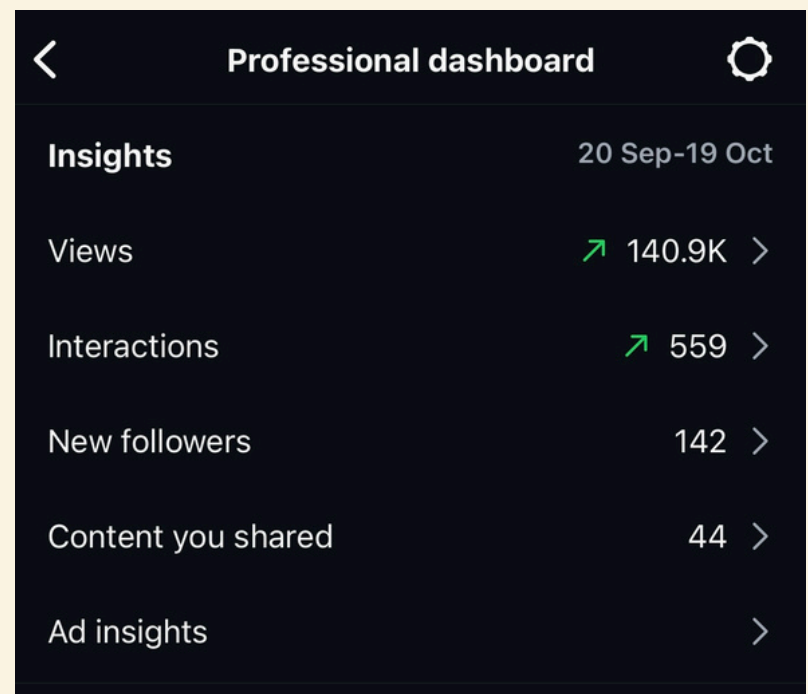 Professional dashboard
Insights 20 Sep-19 Oct
Views 140.9K
Interactions 559
New followers 142
Content you shared 44
Ad insights